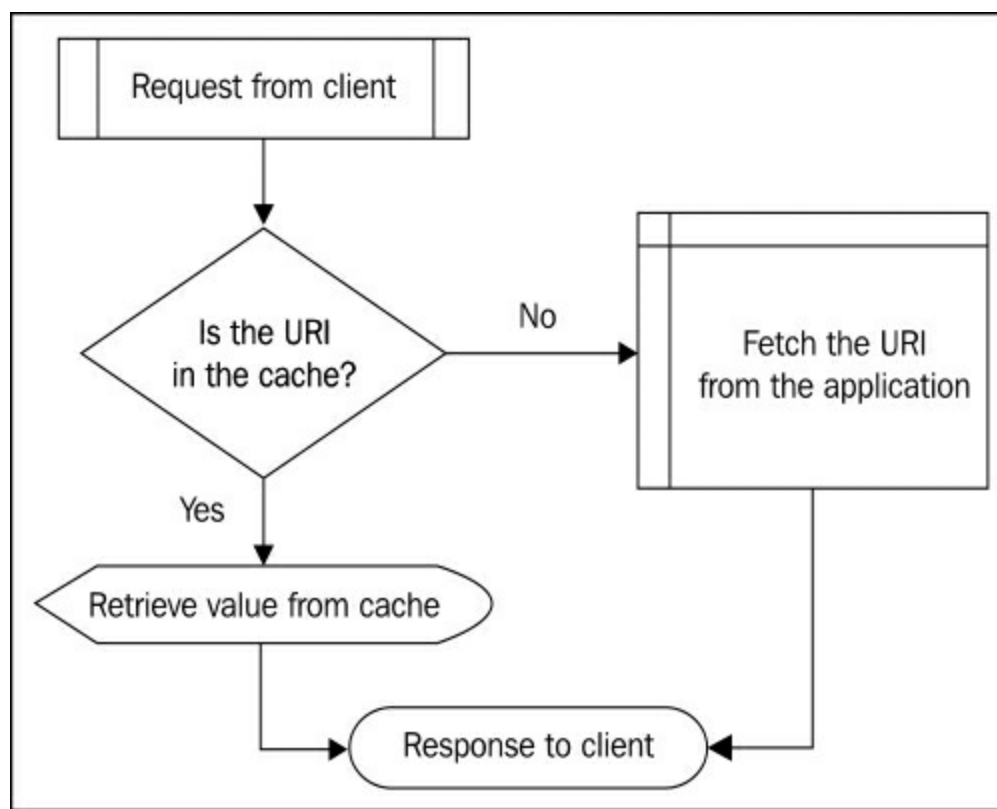 Request from client
Is the URI
in the cache?
No
Fetch the URI
from the application
Yes
Retrieve value from cache
Response to client